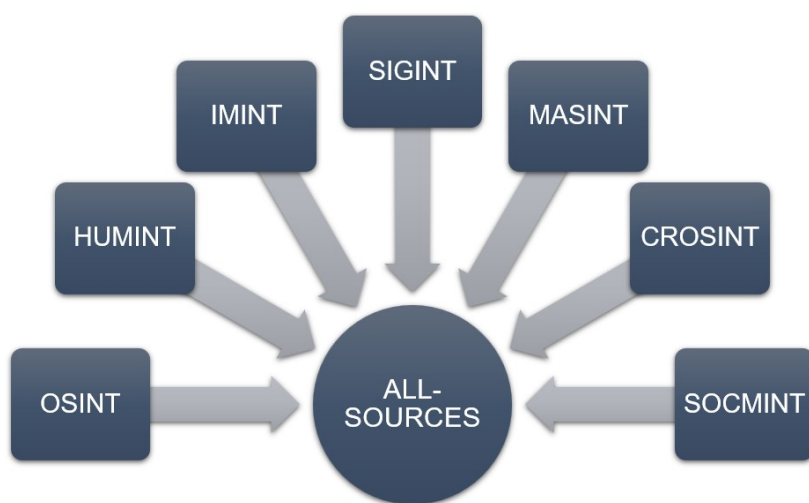 SIGINT
IMINT
MASINT
HUMINT
CROSINT
OSINT
ALL-
SOURCES
SOCMINT